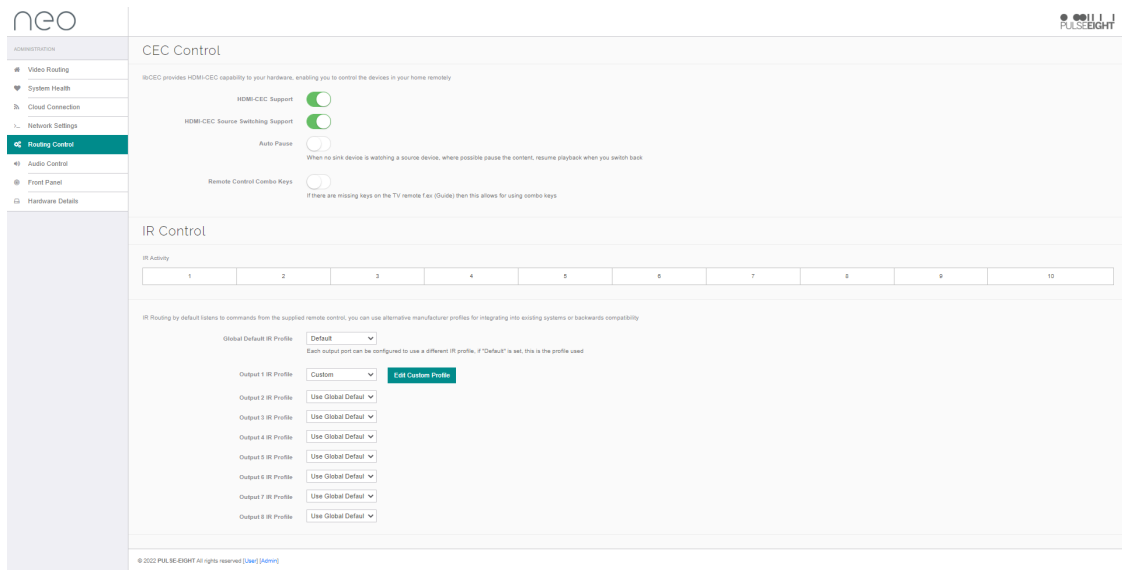 neo
PULSEEIGHT
ADMINISTRATION
Video Routing
System Health
Cloud Connection
Network Settings
Routing Control
Audio Control
Front Panel
Hardware Details
CEC Control
libCEC provides HDMI-CEC capability to your hardware, enabling you to control the devices in your home remotely
HDMI-CEC Support
HDMI-CEC Source Switching Support
Auto Pause
When no sink device is watching a source device, where possible pause the content, resume playback when you switch back
Remote Control Combo Keys
If there are missing keys on the TV remote f.ex (Guide) then this allows for using combo keys
IR Control
IR Activity
1 2 3 4 5 6 7 8 9 10
IR Routing by default listens to commands from the supplied remote control, you can use alternative manufacturer profiles for integrating into existing systems or backwards compatibility
Global Default IR Profile Default
Each output port can be configured to use a different IR profile, if "Default" is set, this is the profile used
Output 1 IR Profile Custom Edit Custom Profile
Output 2 IR Profile Use Global Defaul
Output 3 IR Profile Use Global Defaul
Output 4 IR Profile Use Global Defaul
Output 5 IR Profile Use Global Defaul
Output 6 IR Profile Use Global Defaul
Output 7 IR Profile Use Global Defaul
Output 8 IR Profile Use Global Defaul
© 2022 PULSE-EIGHT All rights reserved [User] [Admin]